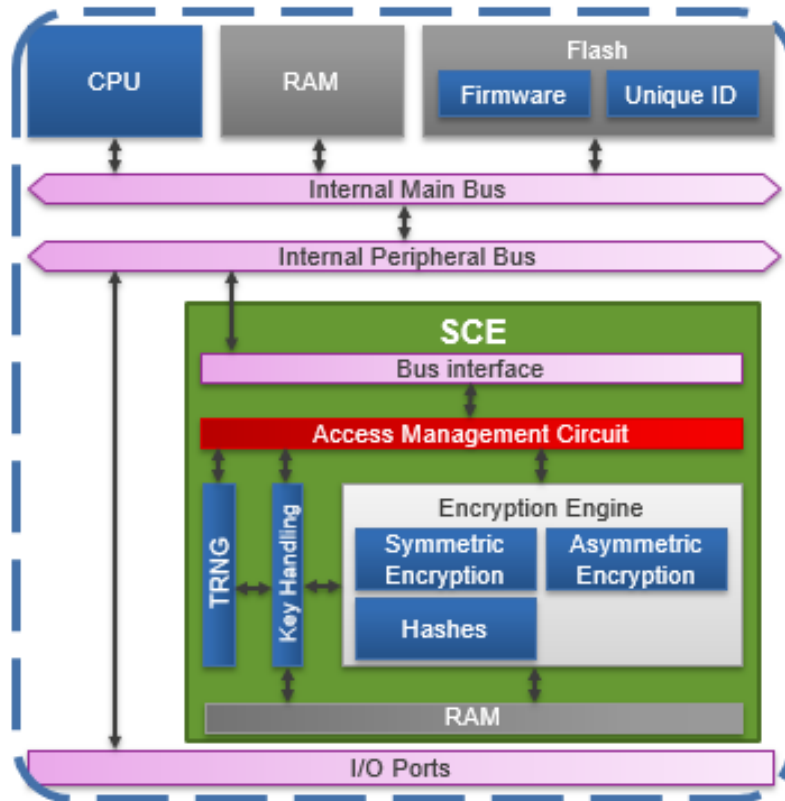 CPU
RAM
Flash
Firmware
Unique ID
Internal Main Bus
Internal Peripheral Bus
SCE
Bus interface
Access Management Circuit
TRNG
Key Handling
Encryption Engine
Symmetric
Encryption
Asymmetric
Encryption
Hashes
RAM
I/O Ports